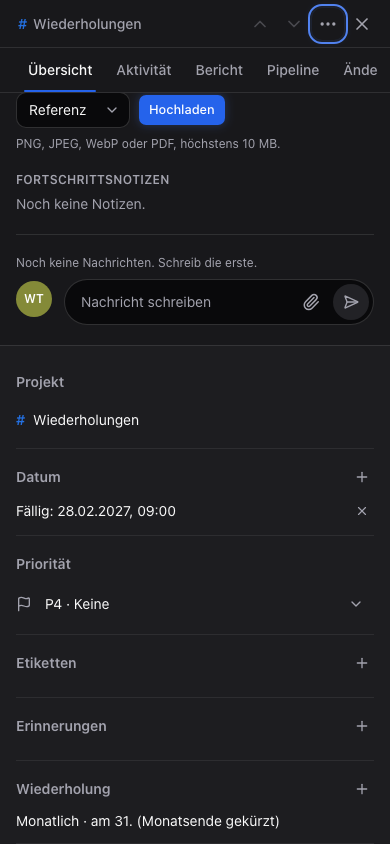 # Wiederholungen
Übersicht Aktivität Bericht Pipeline Ände
Referenz Hochladen
PNG, JPEG, WebP oder PDF, höchstens 10 MB.
FORTSCHRITTSNOTIZEN
Noch keine Notizen.
Noch keine Nachrichten. Schreib die erste.
WT Nachricht schreiben
Projekt
# Wiederholungen
Datum
Fällig: 28.02.2027, 09:00
Priorität
P4 · Keine
Etiketten
Erinnerungen
Wiederholung
Monatlich · am 31. (Monatsende gekürzt)